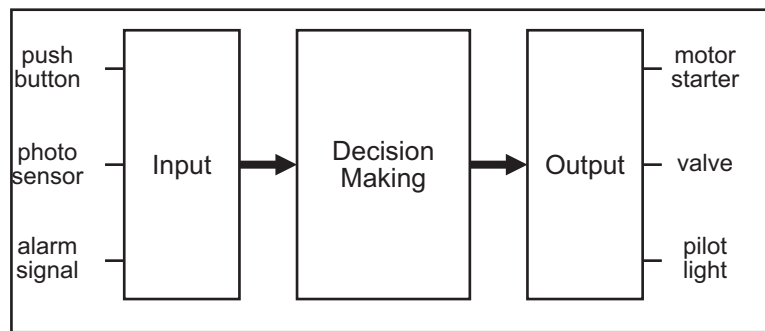 push
button
photo
sensor
alarm
signal
Input
Decision
Making
Output
motor
starter
valve
pilot
light